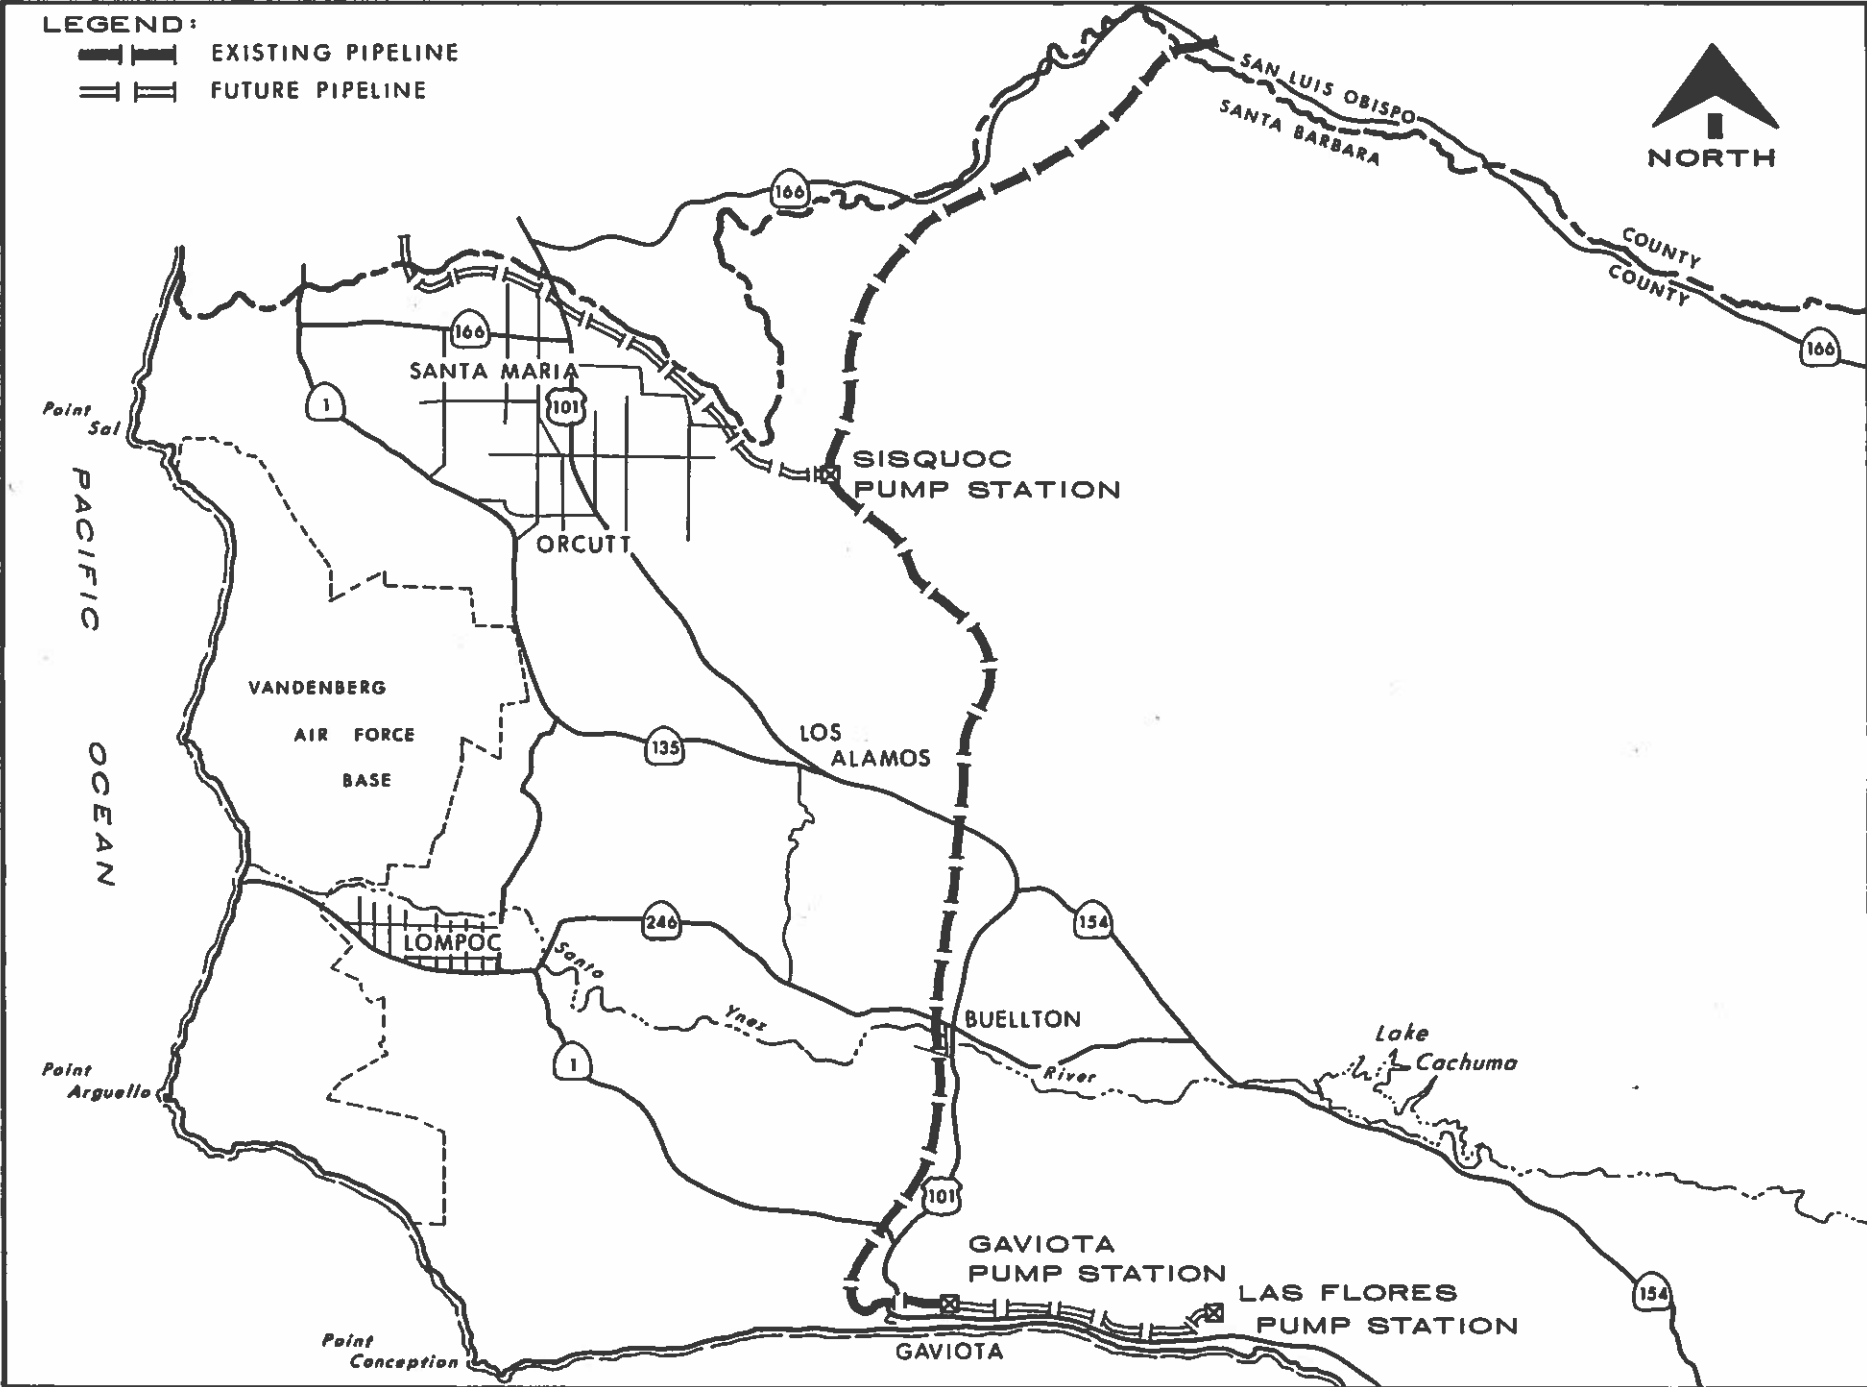 LEGEND:
EXISTING PIPELINE
FUTURE PIPELINE
SAN LUIS OBISPO
SANTA BARBARA
NORTH
166
COUNTY
COUNTY
166
166
SANTA MARIA
1
101
Point
Sal
SISQUOC
PUMP STATION
PACIFIC
OCEAN
ORCUTT
VANDENBERG
AIR FORCE
BASE
135
LOS
ALAMOS
246
154
LOMPOC
Santa
Ynez
River
BUELLTON
Lake
Cachuma
1
Point
Arguello
101
GAVIOTA
PUMP STATION
LAS FLORES
PUMP STATION
154
Point
Conception
GAVIOTA